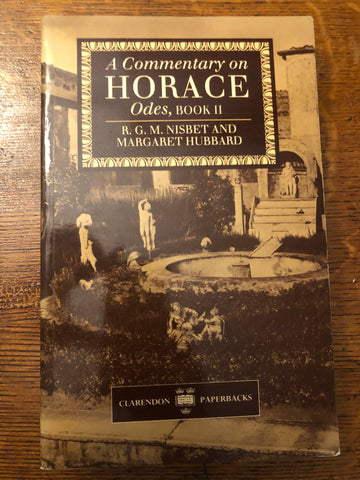 A Commentary on
HORACE
Odes, BOOK II
R. G. M. NISBET AND
MARGARET HUBBARD
CLARENDON PAPERBACKS